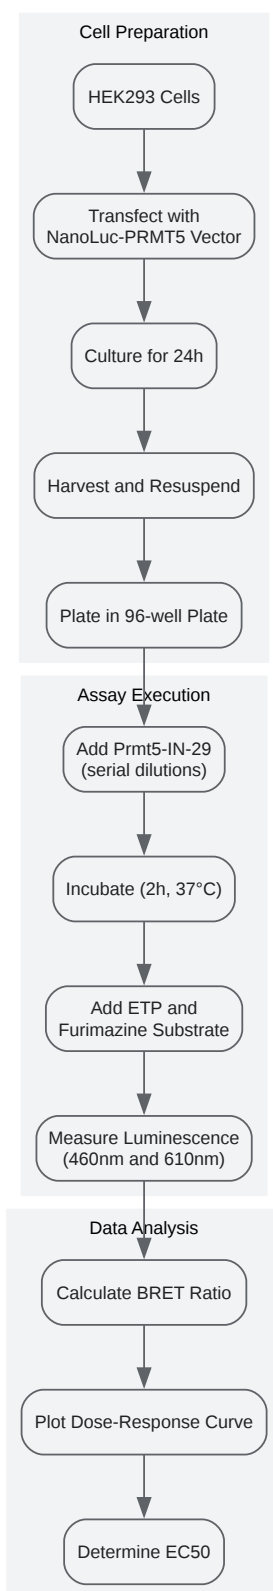 Cell Preparation
HEK293 Cells
Transfect with
NanoLuc-PRMT5 Vector
Culture for 24h
Harvest and Resuspend
Plate in 96-well Plate
Assay Execution
Add Prmt5-IN-29
(serial dilutions)
Incubate (2h, 37°C)
Add ETP and
Furimazine Substrate
Measure Luminescence
(460nm and 610nm)
Data Analysis
Calculate BRET Ratio
Plot Dose-Response Curve
Determine EC50